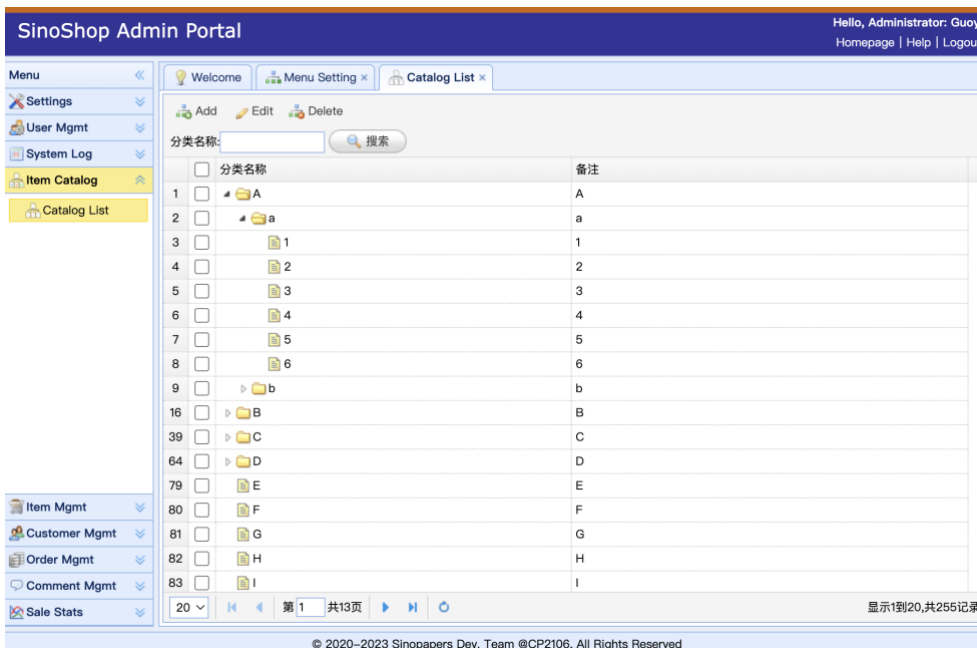 SinoShop Admin Portal
Hello, Administrator: Guoy
Homepage | Help | Logou
Menu
Settings
User Mgmt
System Log
Item Catalog
Catalog List
Item Mgmt
Customer Mgmt
Order Mgmt
Comment Mgmt
Sale Stats
Welcome Menu Setting × Catalog List ×
Add Edit Delete
分类名称: 搜索
分类名称 备注
1 A A
2 a a
3 1 1
4 2 2
5 3 3
6 4 4
7 5 5
8 6 6
9 b b
16 B B
39 C C
64 D D
79 E E
80 F F
81 G G
82 H H
83 I I
20 第 1 共13页 显示1到20,共255记录
© 2020-2023 Sinopapers Dev. Team @CP2106. All Rights Reserved